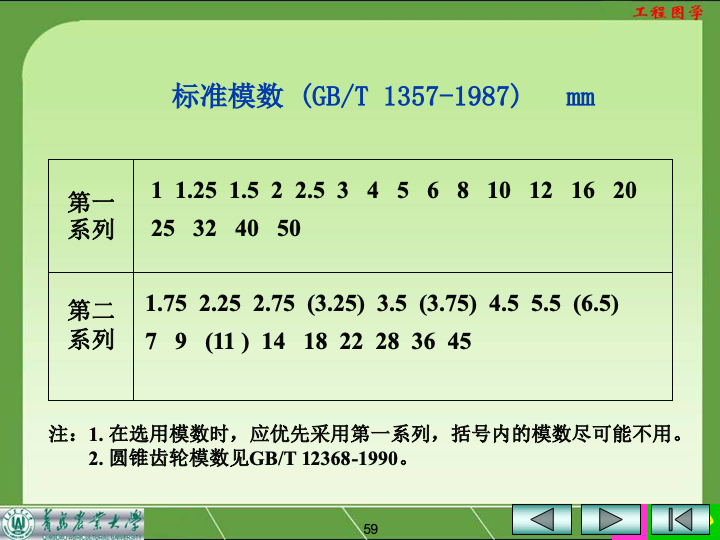 工程图学
标准模数 (GB/T 1357-1987) mm
第一
系列
1 1.25 1.5 2 2.5 3 4 5 6 8 10 12 16 20
25 32 40 50
第二
系列
1.75 2.25 2.75 (3.25) 3.5 (3.75) 4.5 5.5 (6.5)
7 9 (11 ) 14 18 22 28 36 45
注：1. 在选用模数时，应优先采用第一系列，括号内的模数尽可能不用。
2. 圆锥齿轮模数见GB/T 12368-1990。
青岛农业大学
59